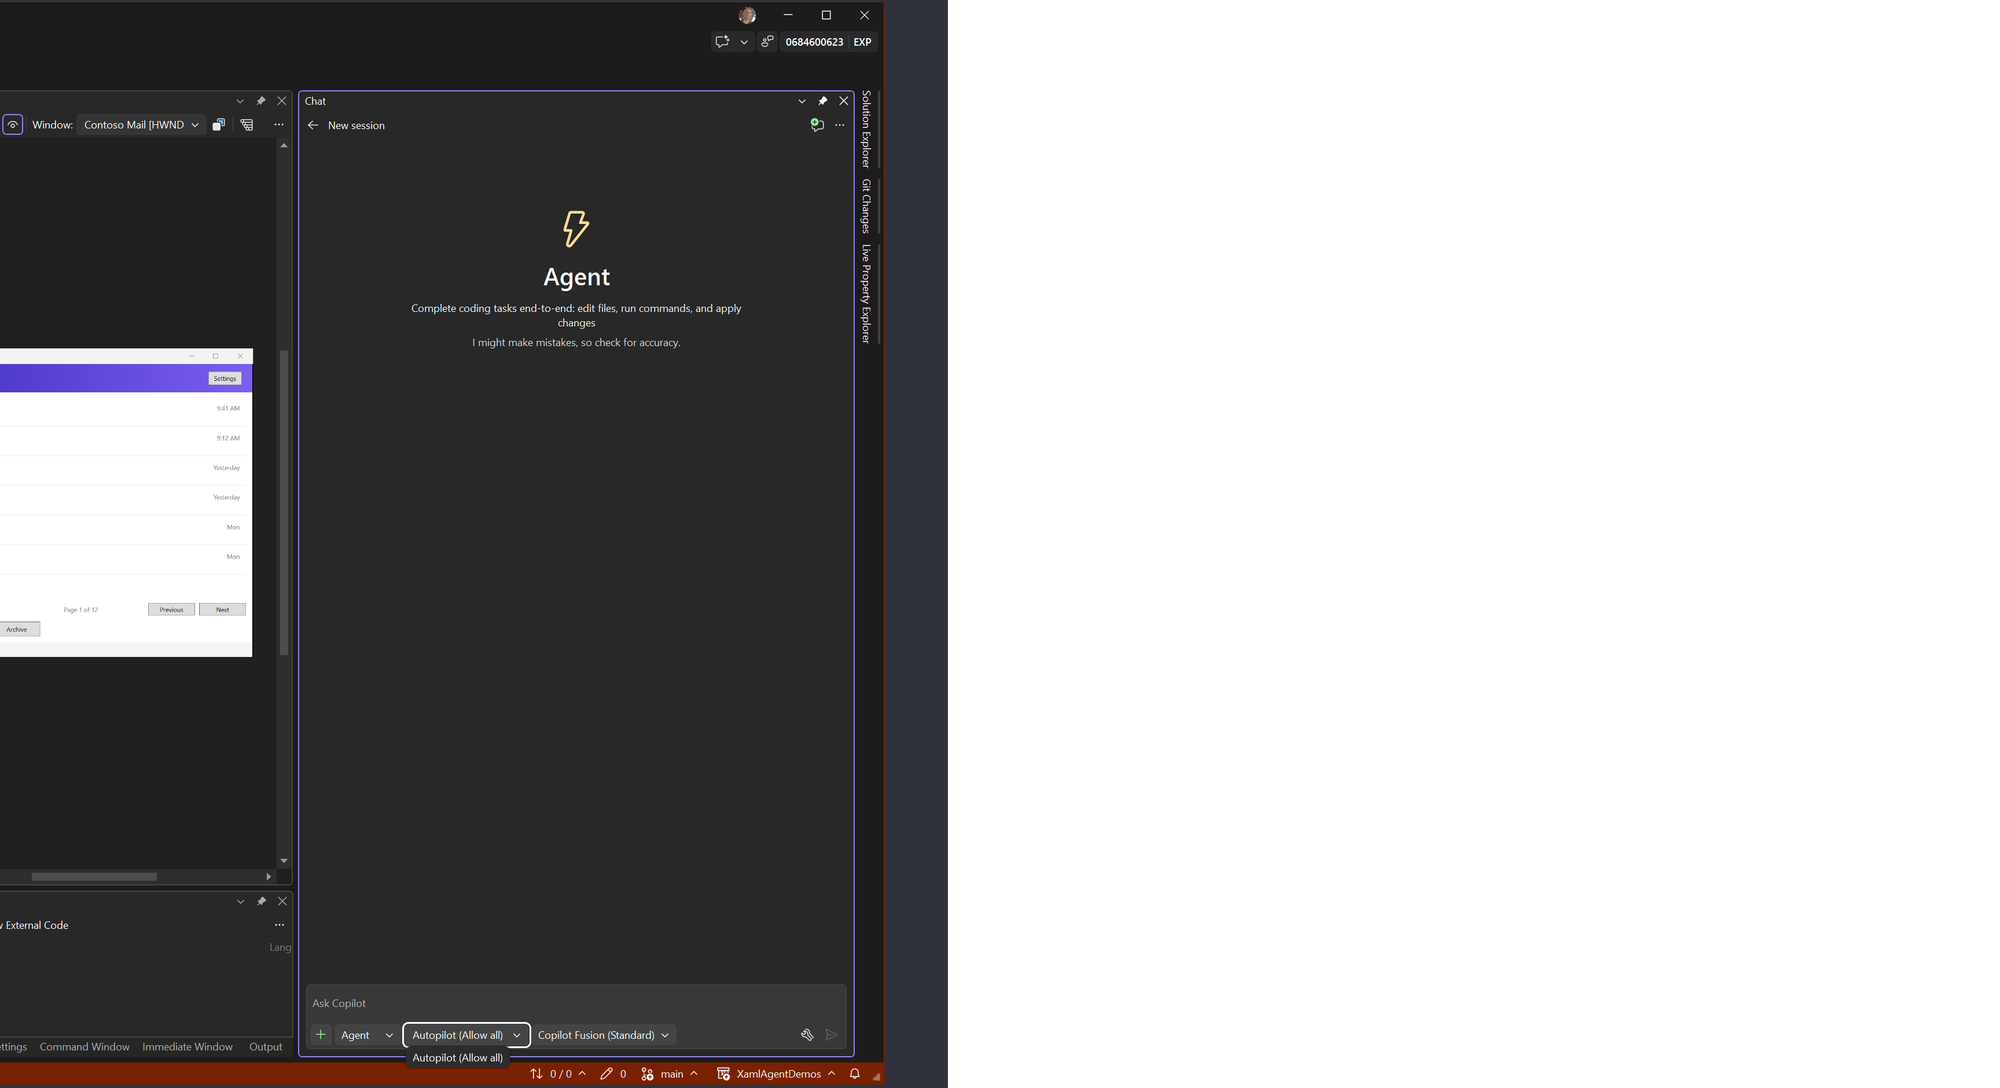 0684600623 EXP
Chat
Window: Contoso Mail [HWND
New session
Solution Explorer
Git Changes
Live Property Explorer
Agent
Complete coding tasks end-to-end: edit files, run commands, and apply
changes
I might make mistakes, so check for accuracy.
Settings
9:41 AM
9:12 AM
Yesterday
Yesterday
Mon
Mon
Page 1 of 12
Previous
Next
Archive
w External Code
Lang
Ask Copilot
Agent
Autopilot (Allow all)
Copilot Fusion (Standard)
Autopilot (Allow all)
ettings
Command Window
Immediate Window
Output
0 / 0
0
main
XamlAgentDemos